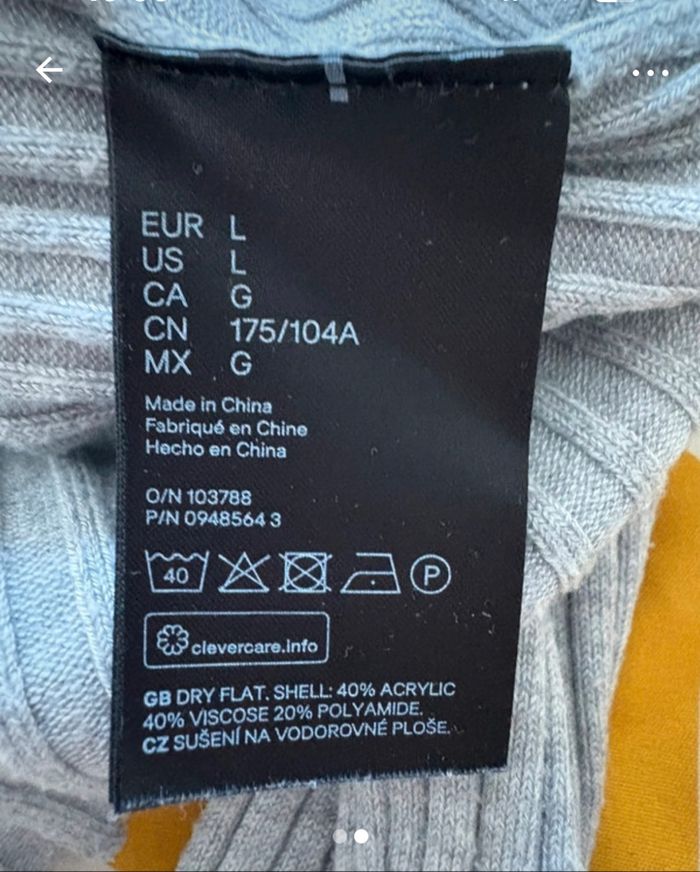 EUR L
US L
CA G
CN 175/104A
MX G
Made in China
Fabriqué en Chine
Hecho en China
O/N 103788
P/N 0948564 3
40 P
clevercare.info
GB DRY FLAT. SHELL: 40% ACRYLIC
40% VISCOSE 20% POLYAMIDE.
CZ SUŠENÍ NA VODOROVNÉ PLOŠE.